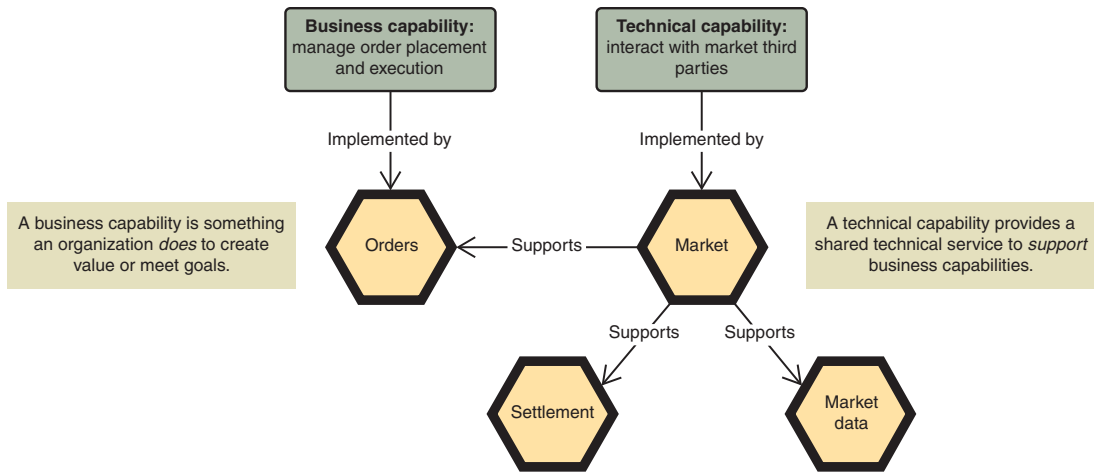 Business capability:
manage order placement
and execution
Technical capability:
interact with market third
parties
Implemented by
Implemented by
A business capability is something
an organization does to create
value or meet goals.
Orders
Supports
Market
A technical capability provides a
shared technical service to support
business capabilities.
Supports
Supports
Settlement
Market
data